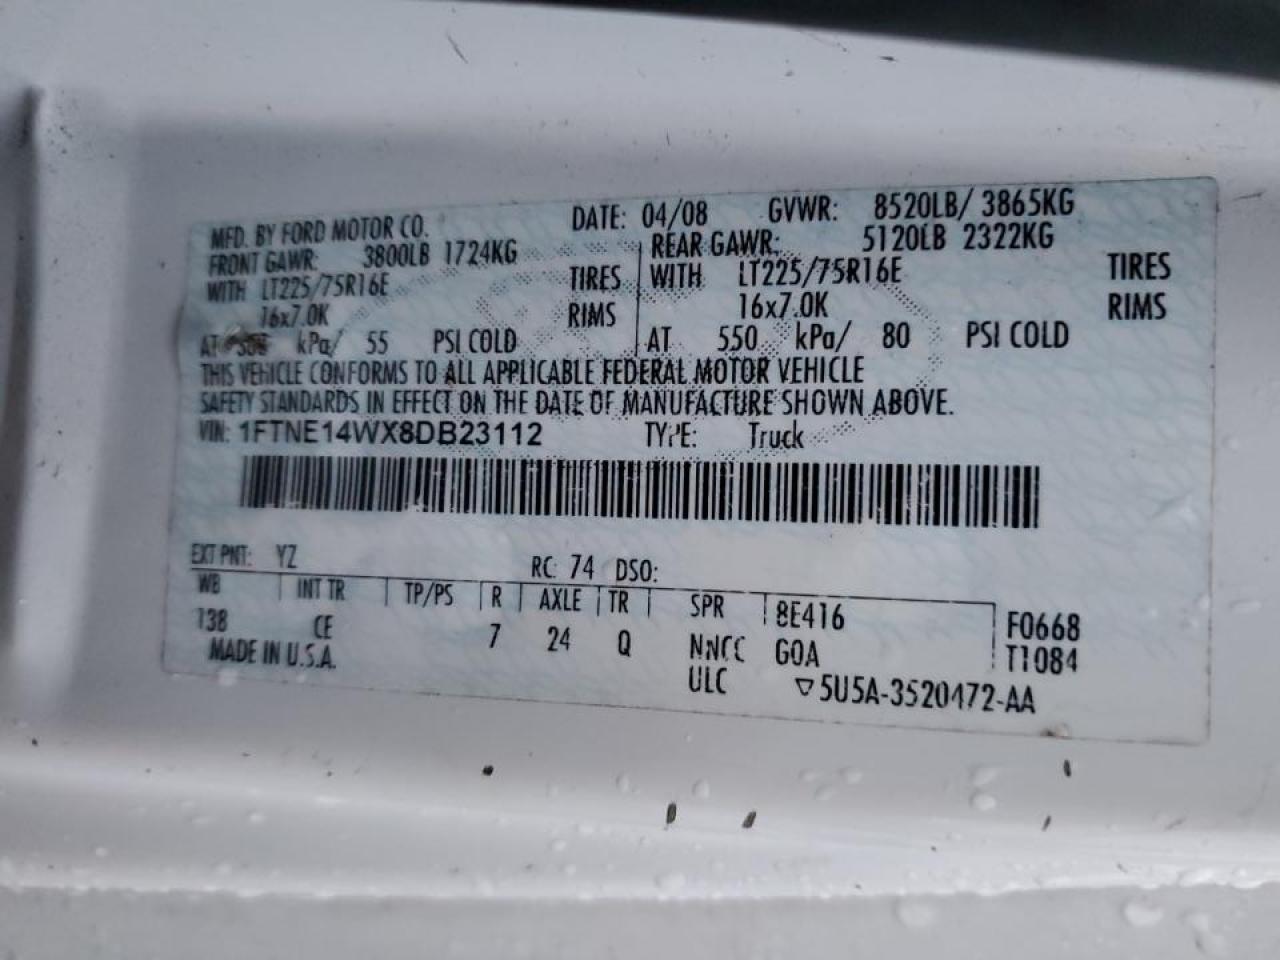 MFD. BY FORD MOTOR CO. DATE: 04/08 GVWR: 8520LB/ 3865KG
FRONT GAWR: 3800LB 1724KG REAR GAWR: 5120LB 2322KG
WITH LT225/75R16E TIRES WITH LT225/75R16E TIRES
16x7.0K RIMS 16x7.0K RIMS
AT kPa/ 55 PSI COLD AT 550 kPa/ 80 PSI COLD
THIS VEHICLE CONFORMS TO ALL APPLICABLE FEDERAL MOTOR VEHICLE
SAFETY STANDARDS IN EFFECT ON THE DATE OF MANUFACTURE SHOWN ABOVE.
VIN: 1FTNE14WX8DB23112 TYPE: Truck
EXT PNT: YZ RC: 74 DSO:
WB INT TR TP/PS R AXLE TR SPR 8E416 F0668
138 CE 7 24 Q NNCC GOA T1084
MADE IN U.S.A. ULC ▽5U5A-3520472-AA